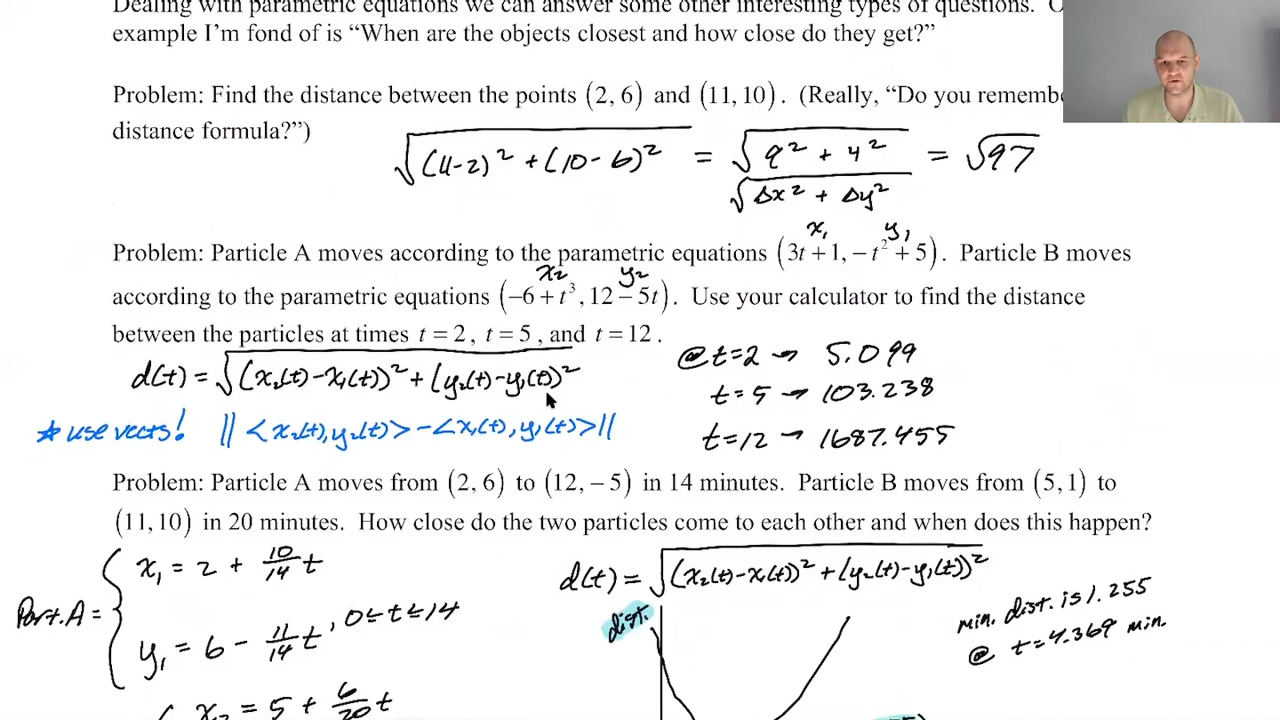 Dealing with parametric equations we can answer some other interesting types of questions.
example I'm fond of is “When are the objects closest and how close do they get?”
Problem: Find the distance between the points (2, 6) and (11, 10). (Really, “Do you remember
distance formula?”)
√(11-2)² + (10-6)² = √9² + 4² = √97
√Δx² + Δy²
x₁ y₁
Problem: Particle A moves according to the parametric equations (3t + 1, −t² + 5). Particle B moves
x₂ y₂
according to the parametric equations (−6 + t³, 12 − 5t). Use your calculator to find the distance
between the particles at times t = 2, t = 5, and t = 12.
d(t) = √(x₂(t) - x₁(t))² + (y₂(t) - y₁(t))²
@ t=2 → 5.099
t=5 → 103.238
t=12 → 1687.455
* use vects! || <x₂(t), y₂(t)> - <x₁(t), y₁(t)> ||
Problem: Particle A moves from (2, 6) to (12, −5) in 14 minutes. Particle B moves from (5, 1) to
(11, 10) in 20 minutes. How close do the two particles come to each other and when does this happen?
Part. A = { x₁ = 2 + 10/14 t
y₁ = 6 - 11/14 t, 0≤t≤14
x₂ = 5 + 6/20 t
d(t) = √(x₂(t) - x₁(t))² + (y₂(t) - y₁(t))²
dist.
min. dist. is 1.255
@ t=4.369 min.